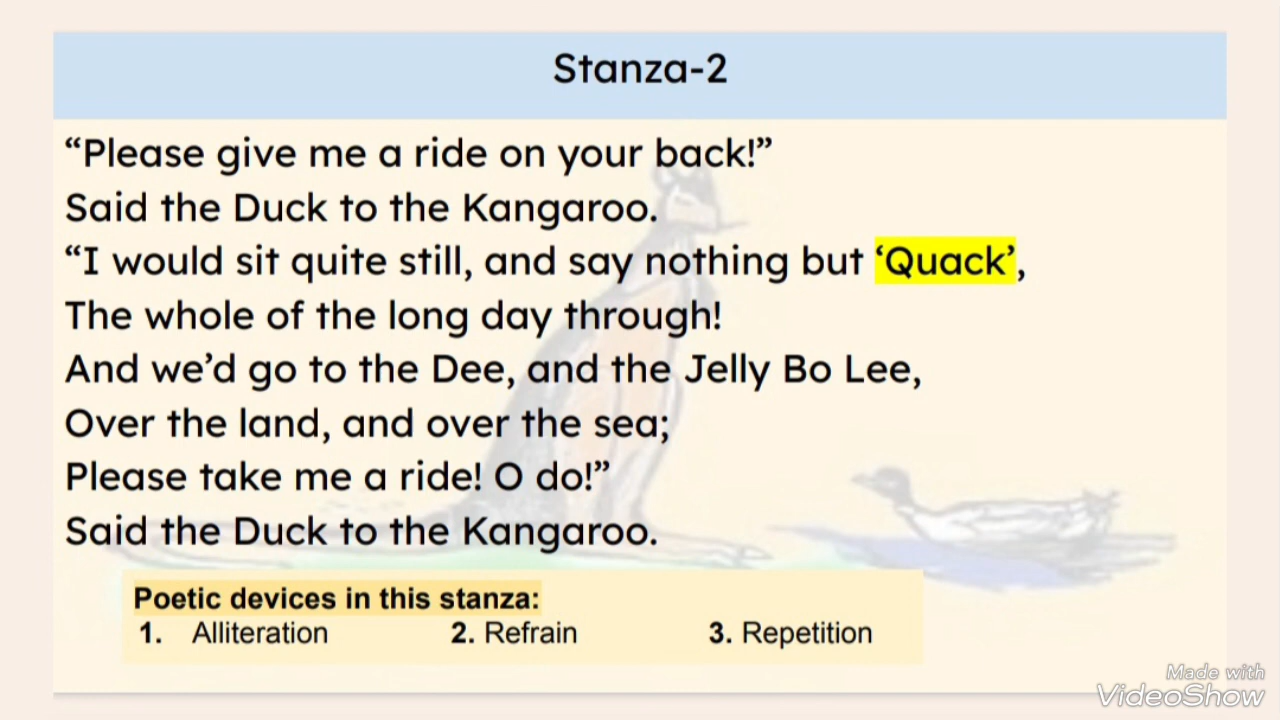 Stanza-2
“Please give me a ride on your back!”
Said the Duck to the Kangaroo.
“I would sit quite still, and say nothing but ‘Quack’,
The whole of the long day through!
And we’d go to the Dee, and the Jelly Bo Lee,
Over the land, and over the sea;
Please take me a ride! O do!”
Said the Duck to the Kangaroo.
Poetic devices in this stanza:
1. Alliteration 2. Refrain 3. Repetition
Made with
VideoShow